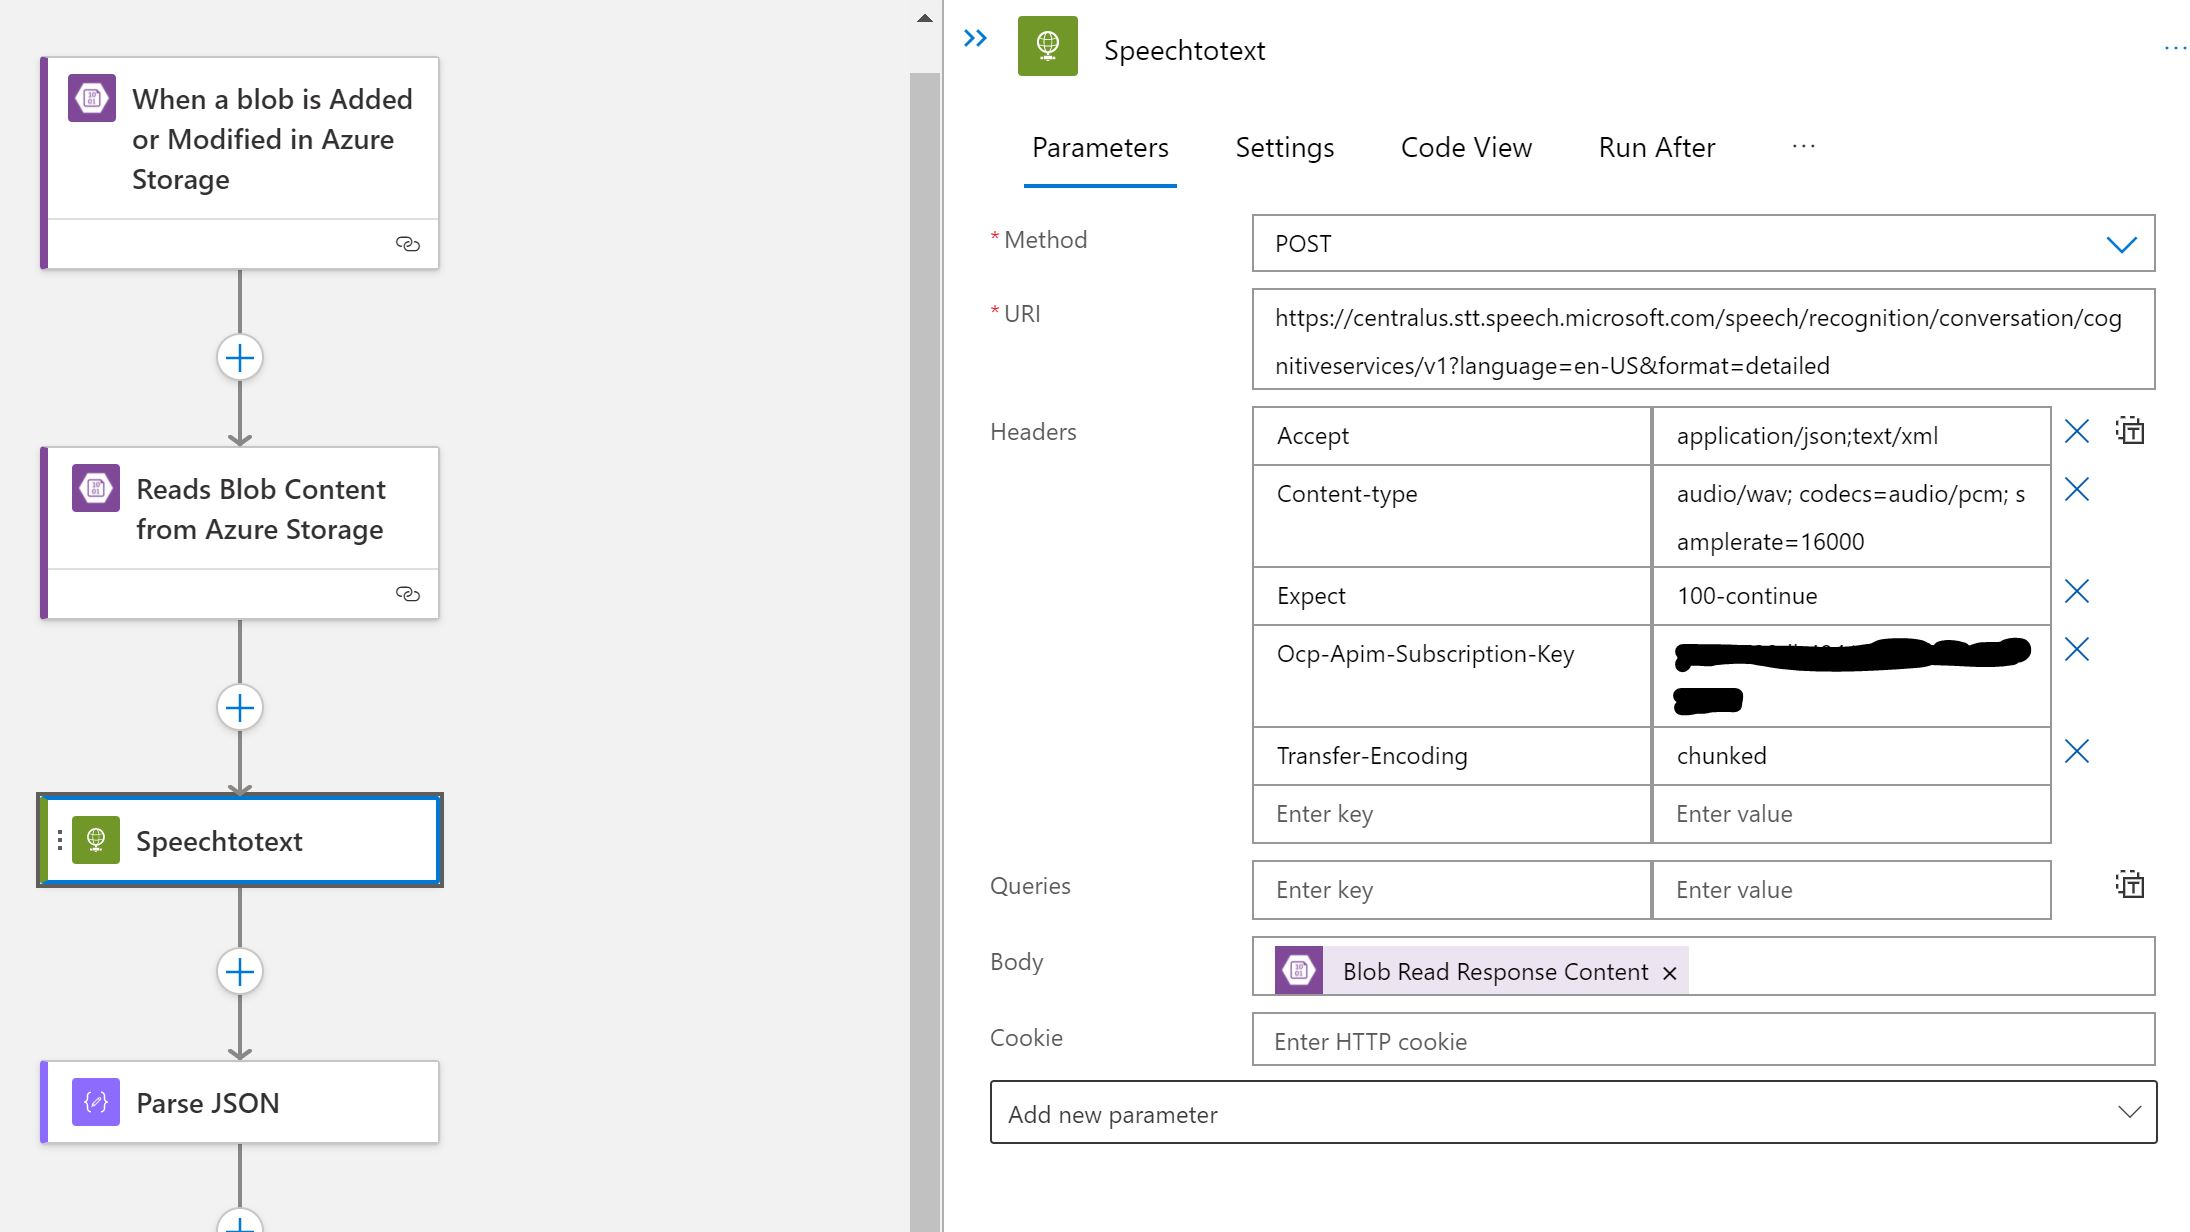 When a blob is Added
or Modified in Azure
Storage
Reads Blob Content
from Azure Storage
Speechtotext
Parse JSON
Speechtotext
Parameters
Settings
Code View
Run After
* Method
POST
* URI
https://centralus.stt.speech.microsoft.com/speech/recognition/conversation/cog
nitiveservices/v1?language=en-US&format=detailed
Headers
Accept
application/json;text/xml
Content-type
audio/wav; codecs=audio/pcm; s
amplerate=16000
Expect
100-continue
Ocp-Apim-Subscription-Key
Transfer-Encoding
chunked
Enter key
Enter value
Queries
Enter key
Enter value
Body
Blob Read Response Content
Cookie
Enter HTTP cookie
Add new parameter